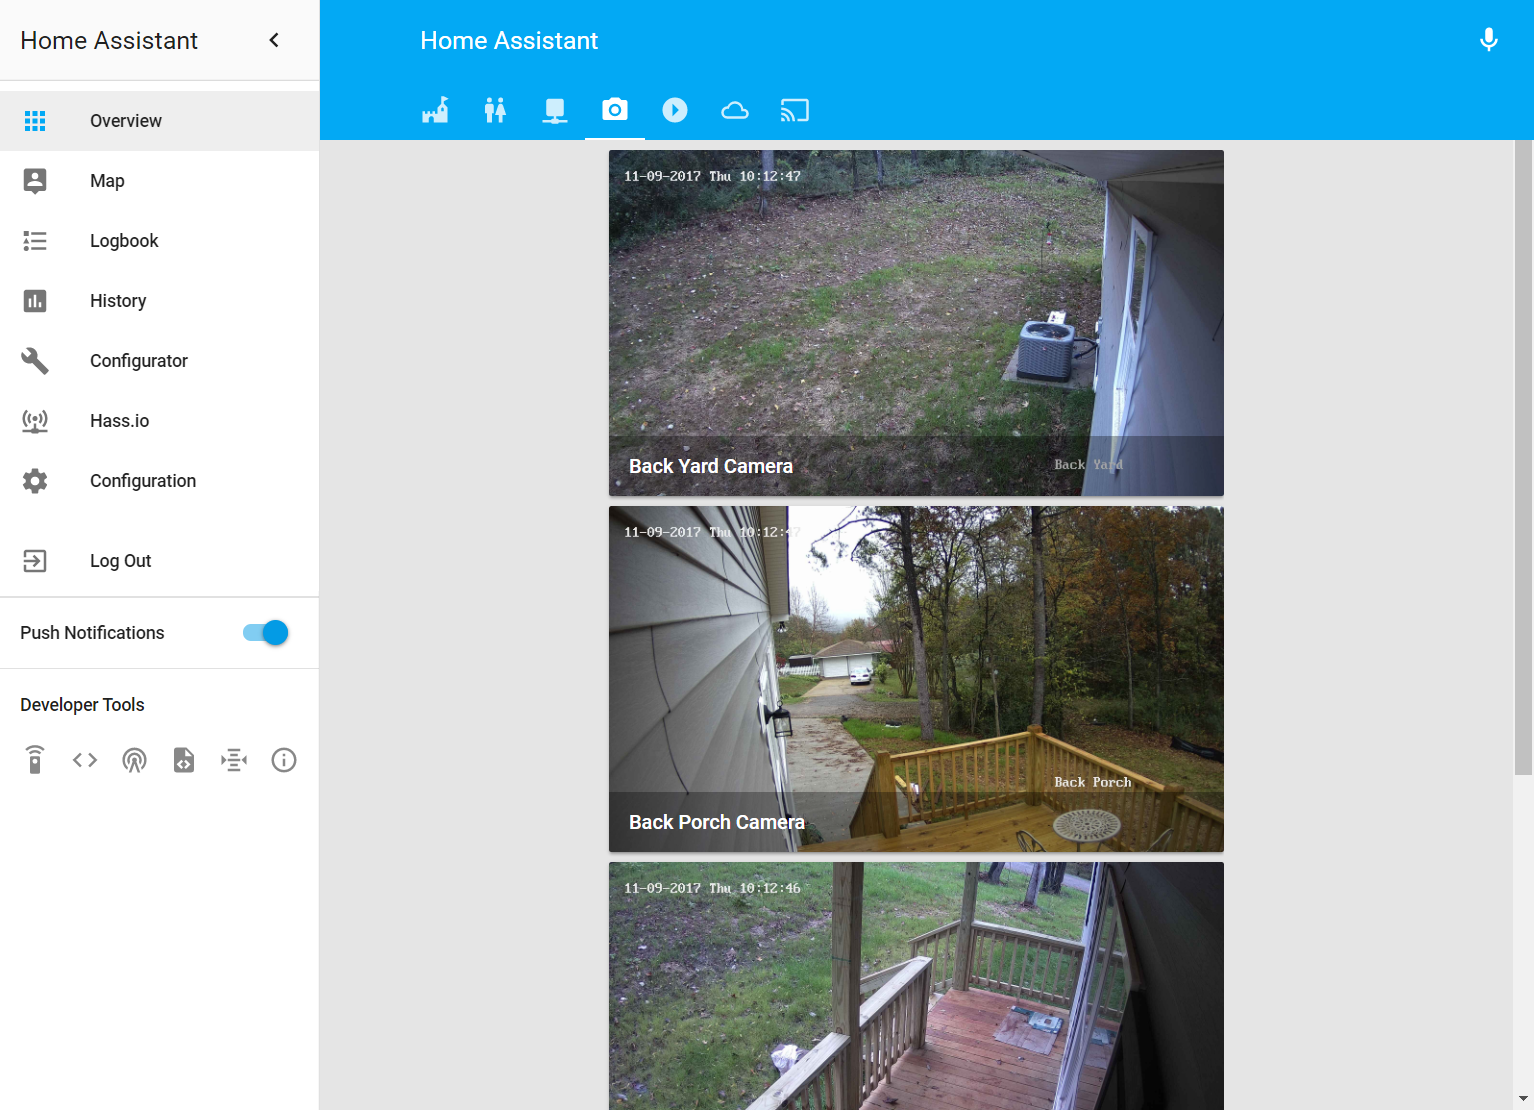 Home Assistant
Overview
Map
Logbook
History
Configurator
Hass.io
Configuration
Log Out
Push Notifications
Developer Tools
Home Assistant
11-09-2017 Thu 10:12:47
Back Yard Camera
Back Yard
11-09-2017 Thu 10:12:47
Back Porch
Back Porch Camera
11-09-2017 Thu 10:12:46